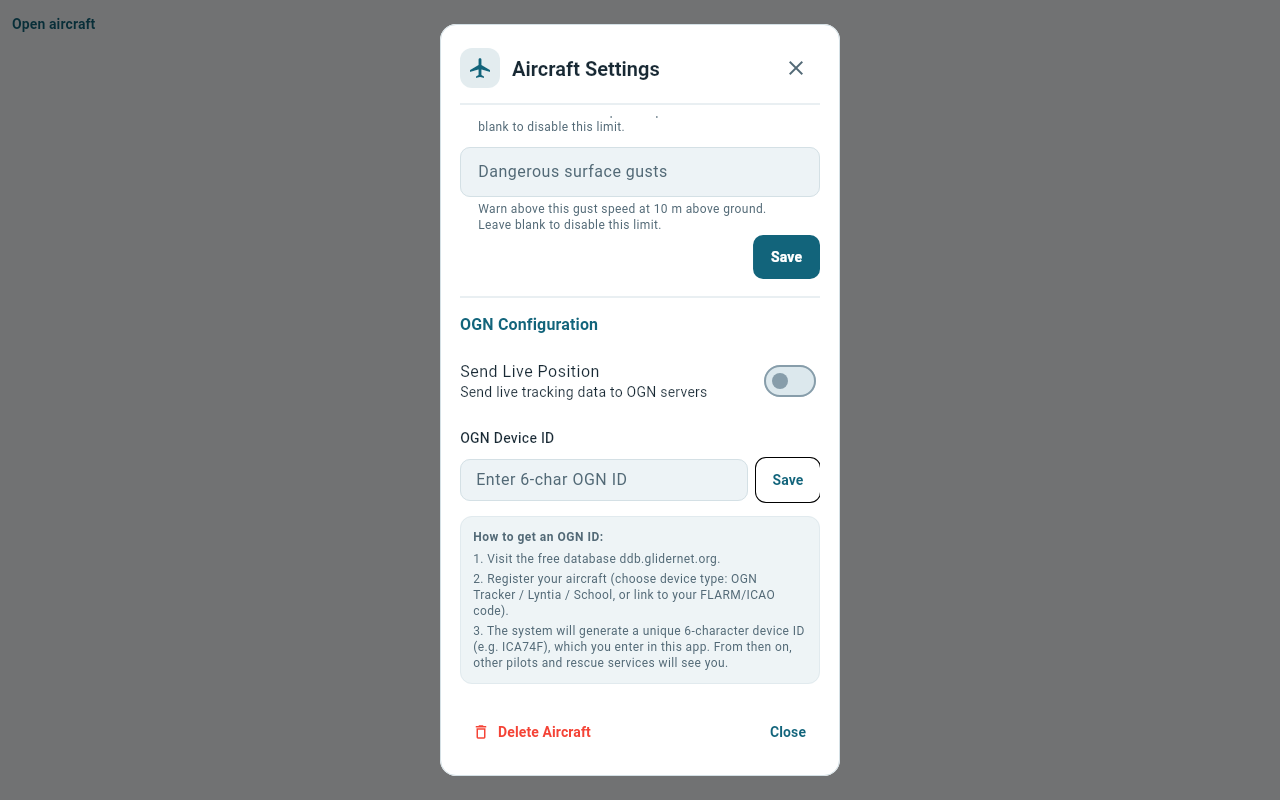 Open aircraft
Aircraft Settings
blank to disable this limit.
Dangerous surface gusts
Warn above this gust speed at 10 m above ground.
Leave blank to disable this limit.
Save
OGN Configuration
Send Live Position
Send live tracking data to OGN servers
OGN Device ID
Enter 6-char OGN ID
Save
How to get an OGN ID:
1. Visit the free database ddb.glidernet.org.
2. Register your aircraft (choose device type: OGN
Tracker / Lyntia / School, or link to your FLARM/ICAO
code).
3. The system will generate a unique 6-character device ID
(e.g. ICA74F), which you enter in this app. From then on,
other pilots and rescue services will see you.
Delete Aircraft
Close